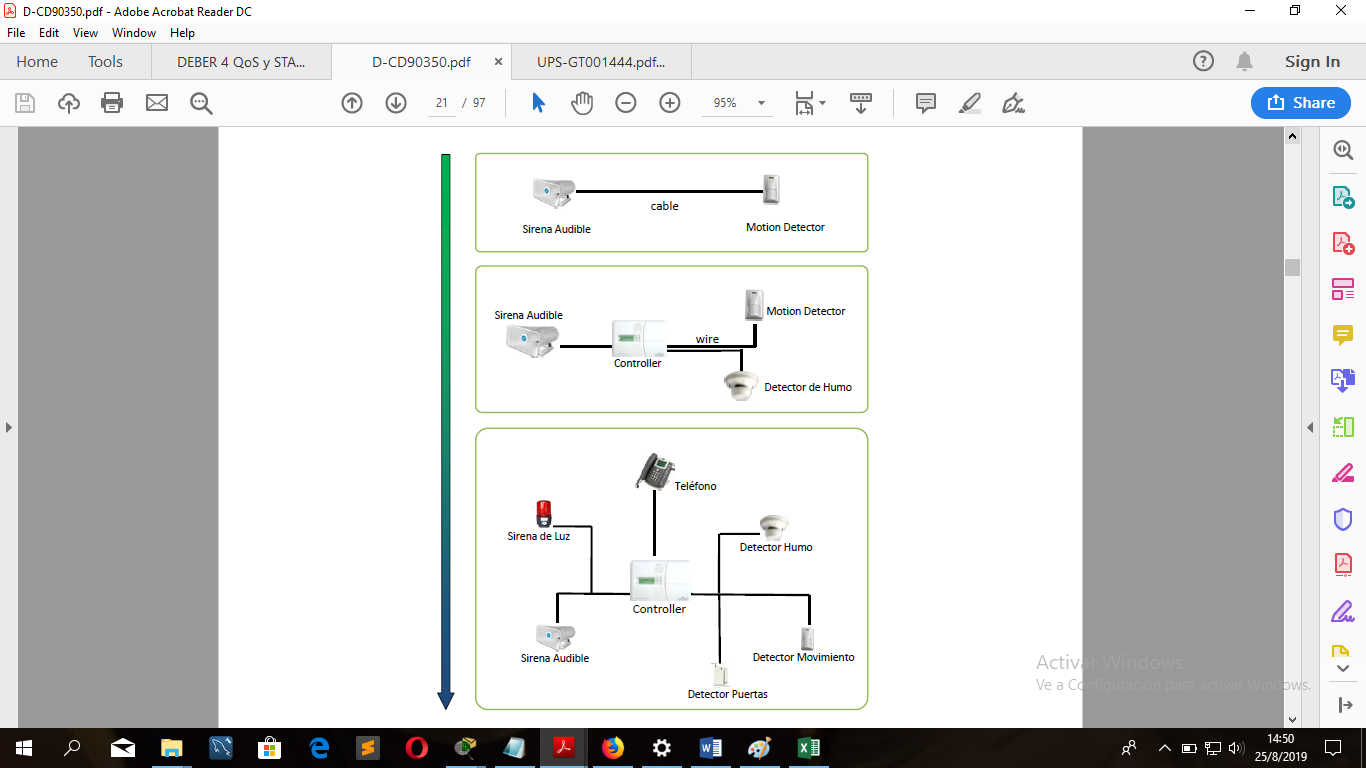 D-CD90350.pdf - Adobe Acrobat Reader DC
File Edit View Window Help
Home Tools DEBER 4 QoS y STA... D-CD90350.pdf × UPS-GT001444.pdf... Sign In
21 / 97 95% Share
cable
Sirena Audible Motion Detector
Sirena Audible Motion Detector
wire
Controller
Detector de Humo
Teléfono
Sirena de Luz
Detector Humo
Controller
Sirena Audible Detector Movimiento
Detector Puertas
Activar Windows
Ve a Configuración para activar Windows.
14:50
25/8/2019